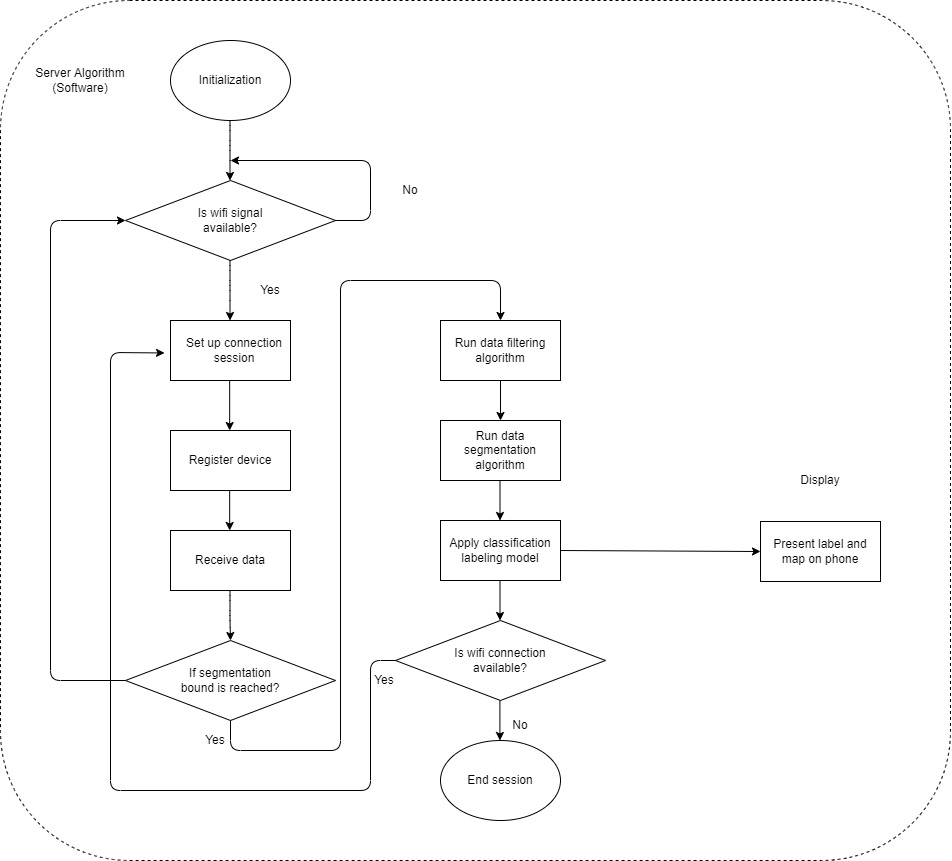 Server Algorithm
(Software)
Initialization
No
Is wifi signal
available?
Yes
Set up connection
session
Register device
Receive data
If segmentation
bound is reached?
Yes
Run data filtering
algorithm
Run data
segmentation
algorithm
Apply classification
labeling model
Display
Present label and
map on phone
Is wifi connection
available?
Yes
No
End session